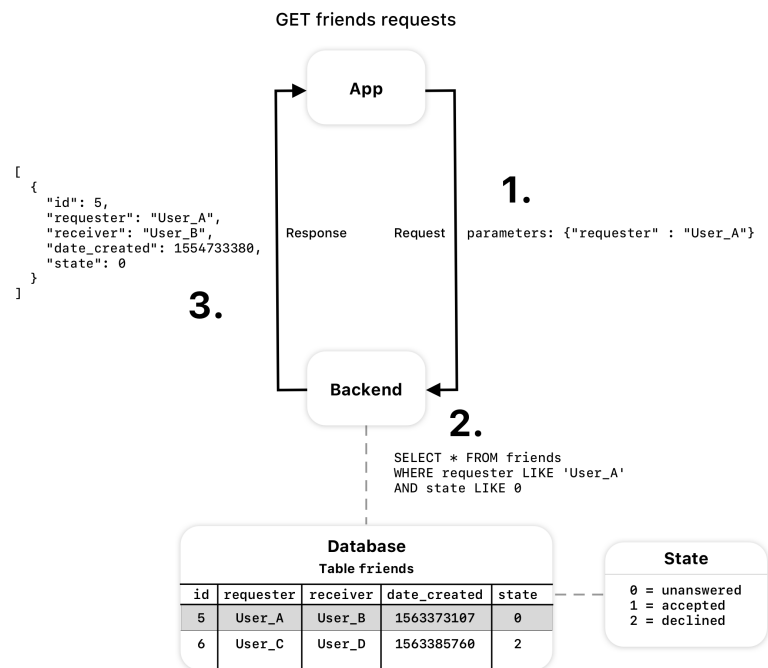 GET friends requests
App
1.
[
{
"id": 5,
"requester": "User_A",
"receiver": "User_B",
"date_created": 1554733380,
"state": 0
}
]
Response
Request
parameters: {"requester" : "User_A"}
3.
Backend
2.
SELECT * FROM friends
WHERE requester LIKE 'User_A'
AND state LIKE 0
Database
Table friends
id requester receiver date_created state
5 User_A User_B 1563373107 0
6 User_C User_D 1563385760 2
State
0 = unanswered
1 = accepted
2 = declined